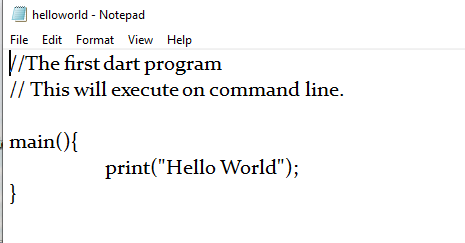 helloworld - Notepad
File Edit Format View Help
//The first dart program
// This will execute on command line.
main(){
print("Hello World");
}